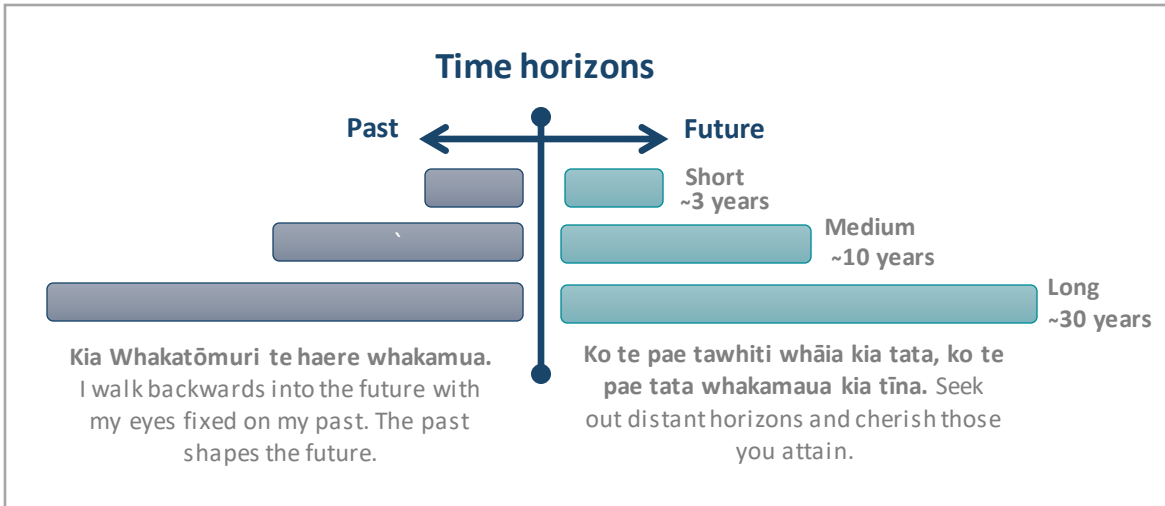 Time horizons
Past
Future
Short
~3 years
Medium
~10 years
`
Long
~30 years
Kia Whakatōmuri te haere whakamua.
I walk backwards into the future with
my eyes fixed on my past. The past
shapes the future.
Ko te pae tawhiti whāia kia tata, ko te
pae tata whakamaua kia tīna. Seek
out distant horizons and cherish those
you attain.